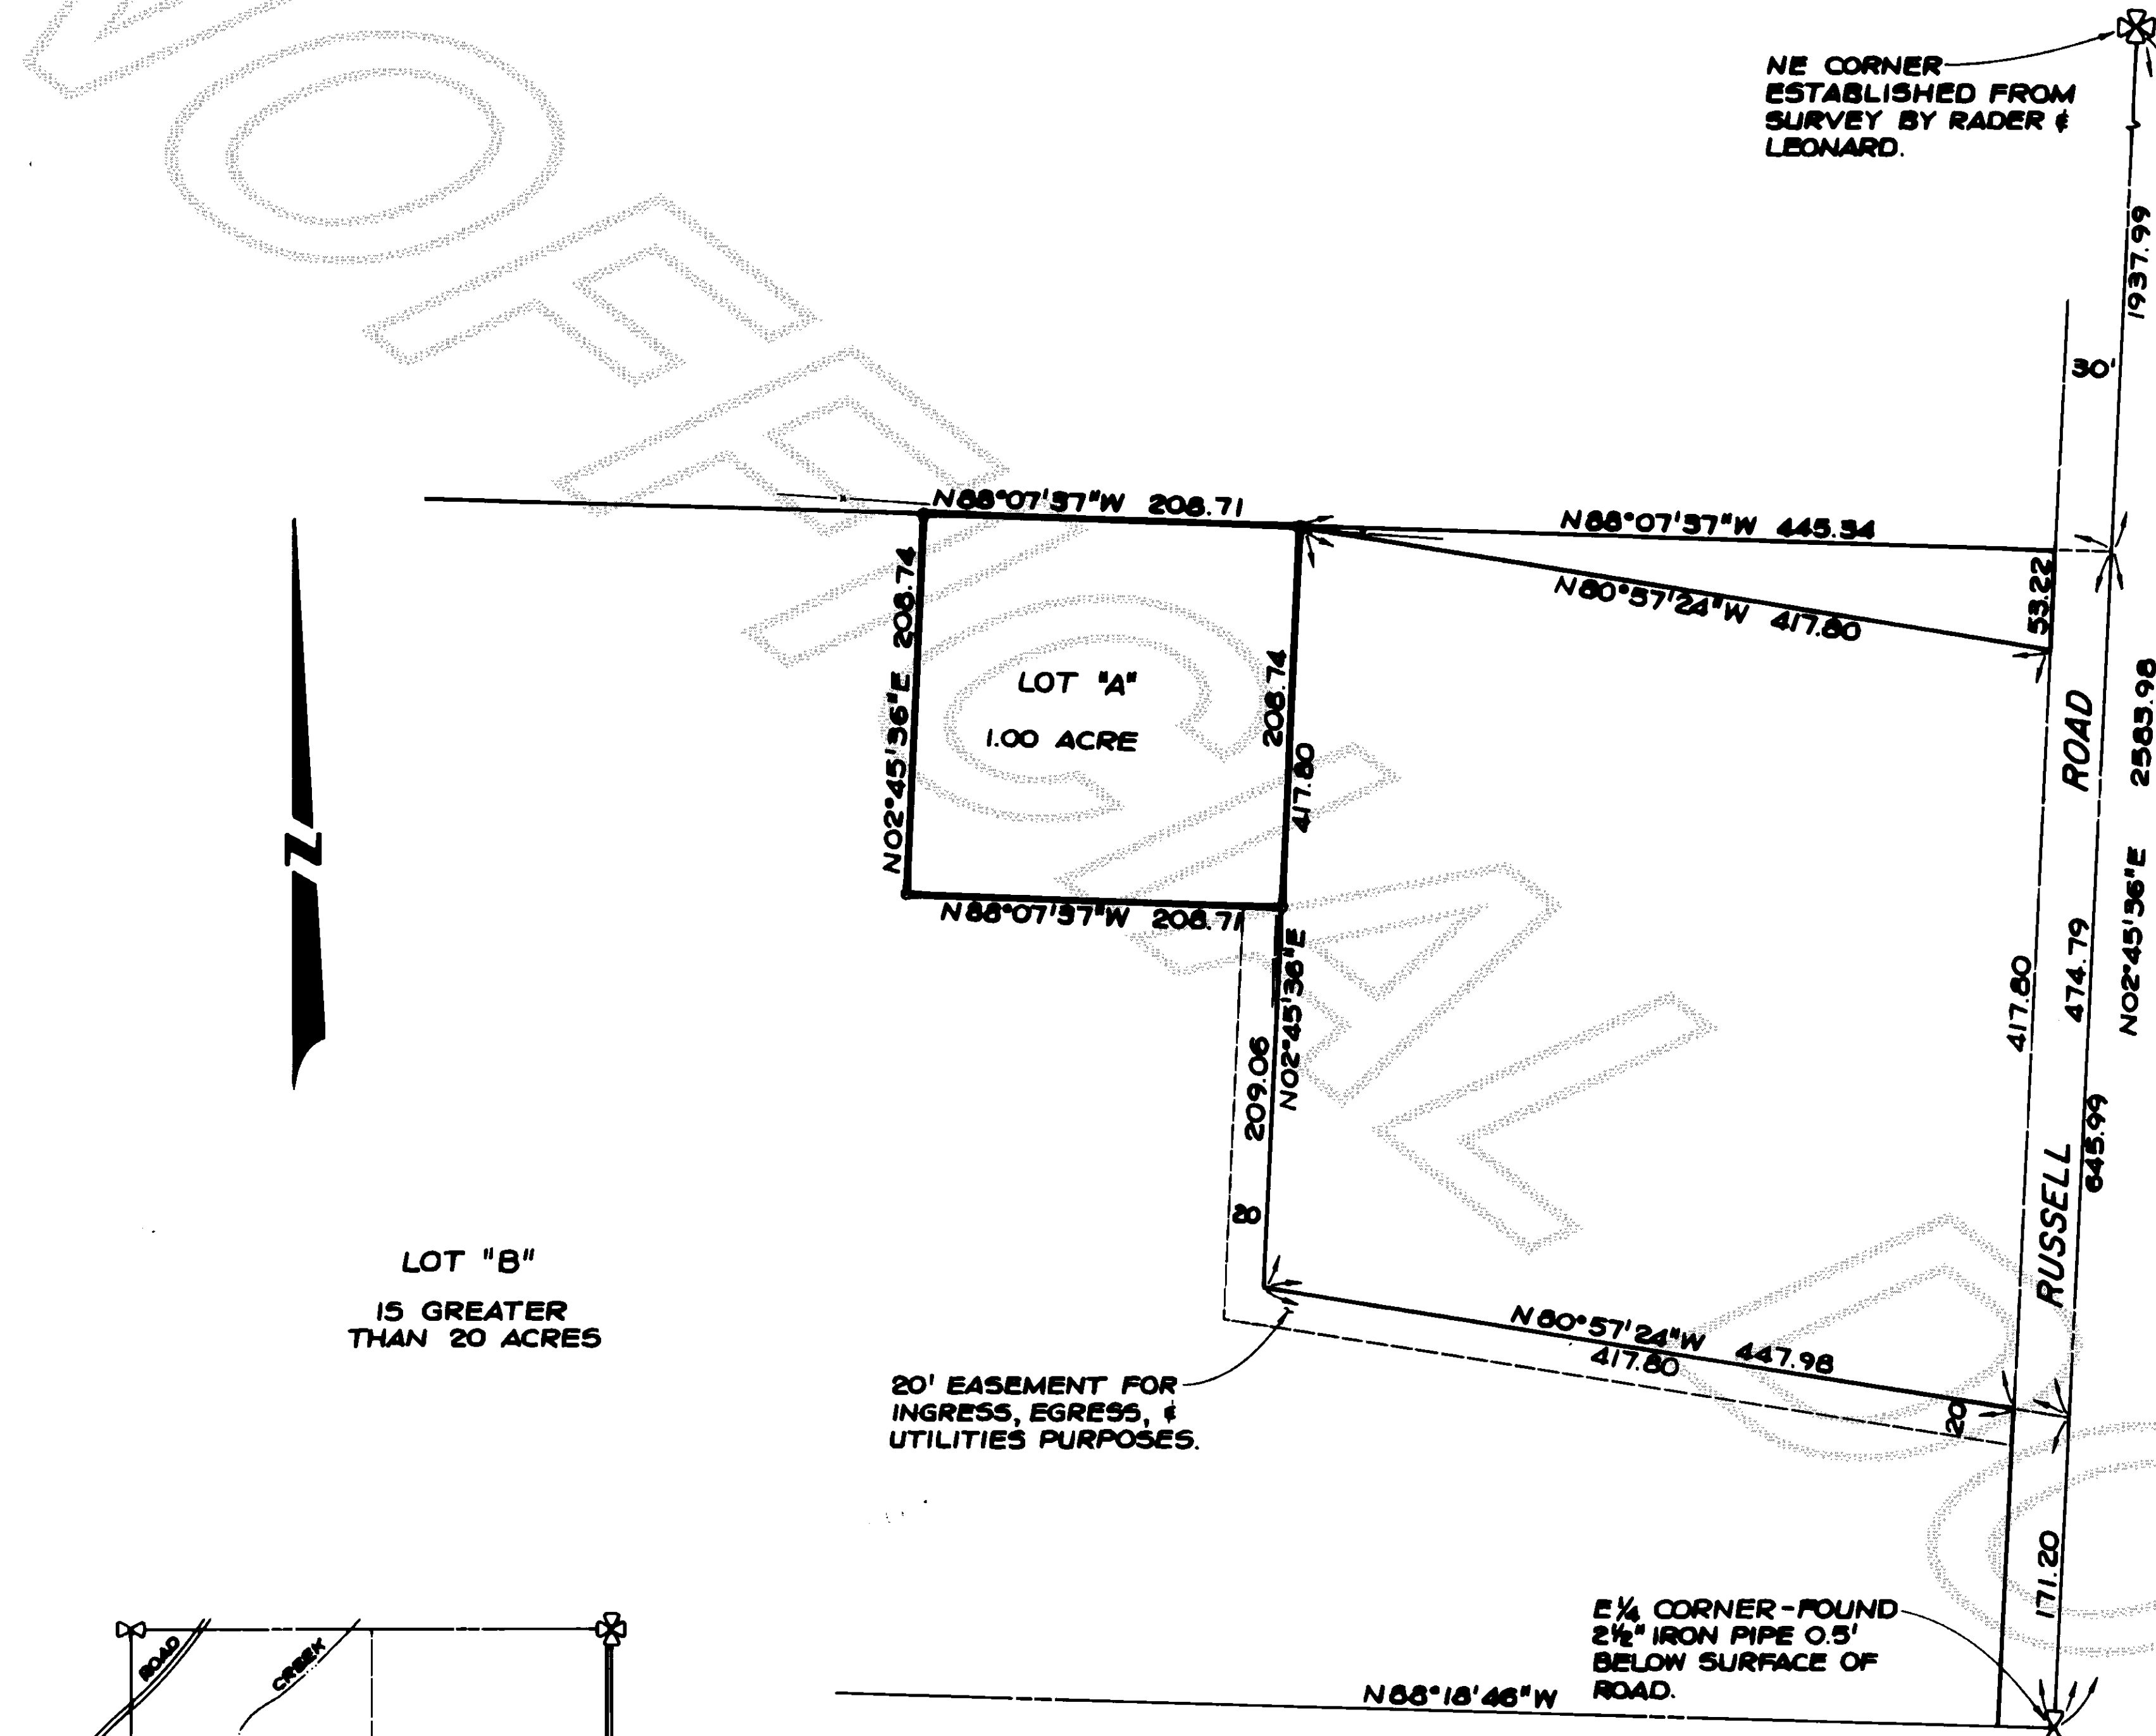 NE CORNER
ESTABLISHED FROM
SURVEY BY RADER &
LEONARD.
1937.99
30'
N88°07'37"W 208.71
N88°07'37"W 445.34
N80°57'24"W 417.80
53.22
N02°45'36"E 208.74
LOT "A"
1.00 ACRE
208.74
417.80
N88°07'37"W 208.71
N
N02°45'36"E
209.06
20
417.80
RUSSELL ROAD
474.79
645.99
N02°45'36"E 2583.98
LOT "B"
IS GREATER
THAN 20 ACRES
N80°57'24"W 447.98
417.80
20
20' EASEMENT FOR
INGRESS, EGRESS, &
UTILITIES PURPOSES.
171.20
E¼ CORNER-FOUND
2½" IRON PIPE 0.5'
BELOW SURFACE OF
ROAD.
N88°18'46"W
ROAD
CREEK
UNOFFICIAL